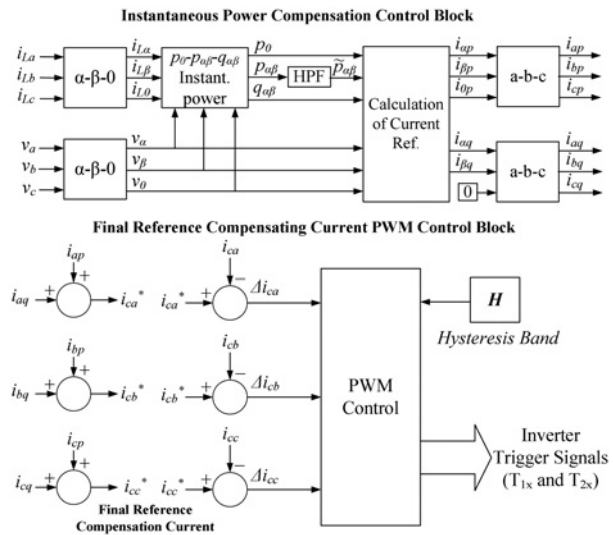 Instantaneous Power Compensation Control Block
i_La
i_Lb
i_Lc
α-β-0
i_Lα
i_Lβ
i_L0
p_0-p_αβ-q_αβ
Instant.
power
p_0
p_αβ
q_αβ
HPF
p̃_αβ
v_a
v_b
v_c
α-β-0
v_α
v_β
v_0
Calculation
of Current
Ref.
i_αp
i_βp
i_0p
a-b-c
i_ap
i_bp
i_cp
i_αq
i_βq
0
a-b-c
i_aq
i_bq
i_cq
Final Reference Compensating Current PWM Control Block
i_ap
+
i_aq + i_ca*
i_ca
−
i_ca* + Δi_ca
i_bp
+
i_bq + i_cb*
i_cb
−
i_cb* + Δi_cb
i_cp
+
i_cq + i_cc*
i_cc
−
i_cc* + Δi_cc
Final Reference
Compensation Current
PWM
Control
H
Hysteresis Band
Inverter
Trigger Signals
(T_1x and T_2x)